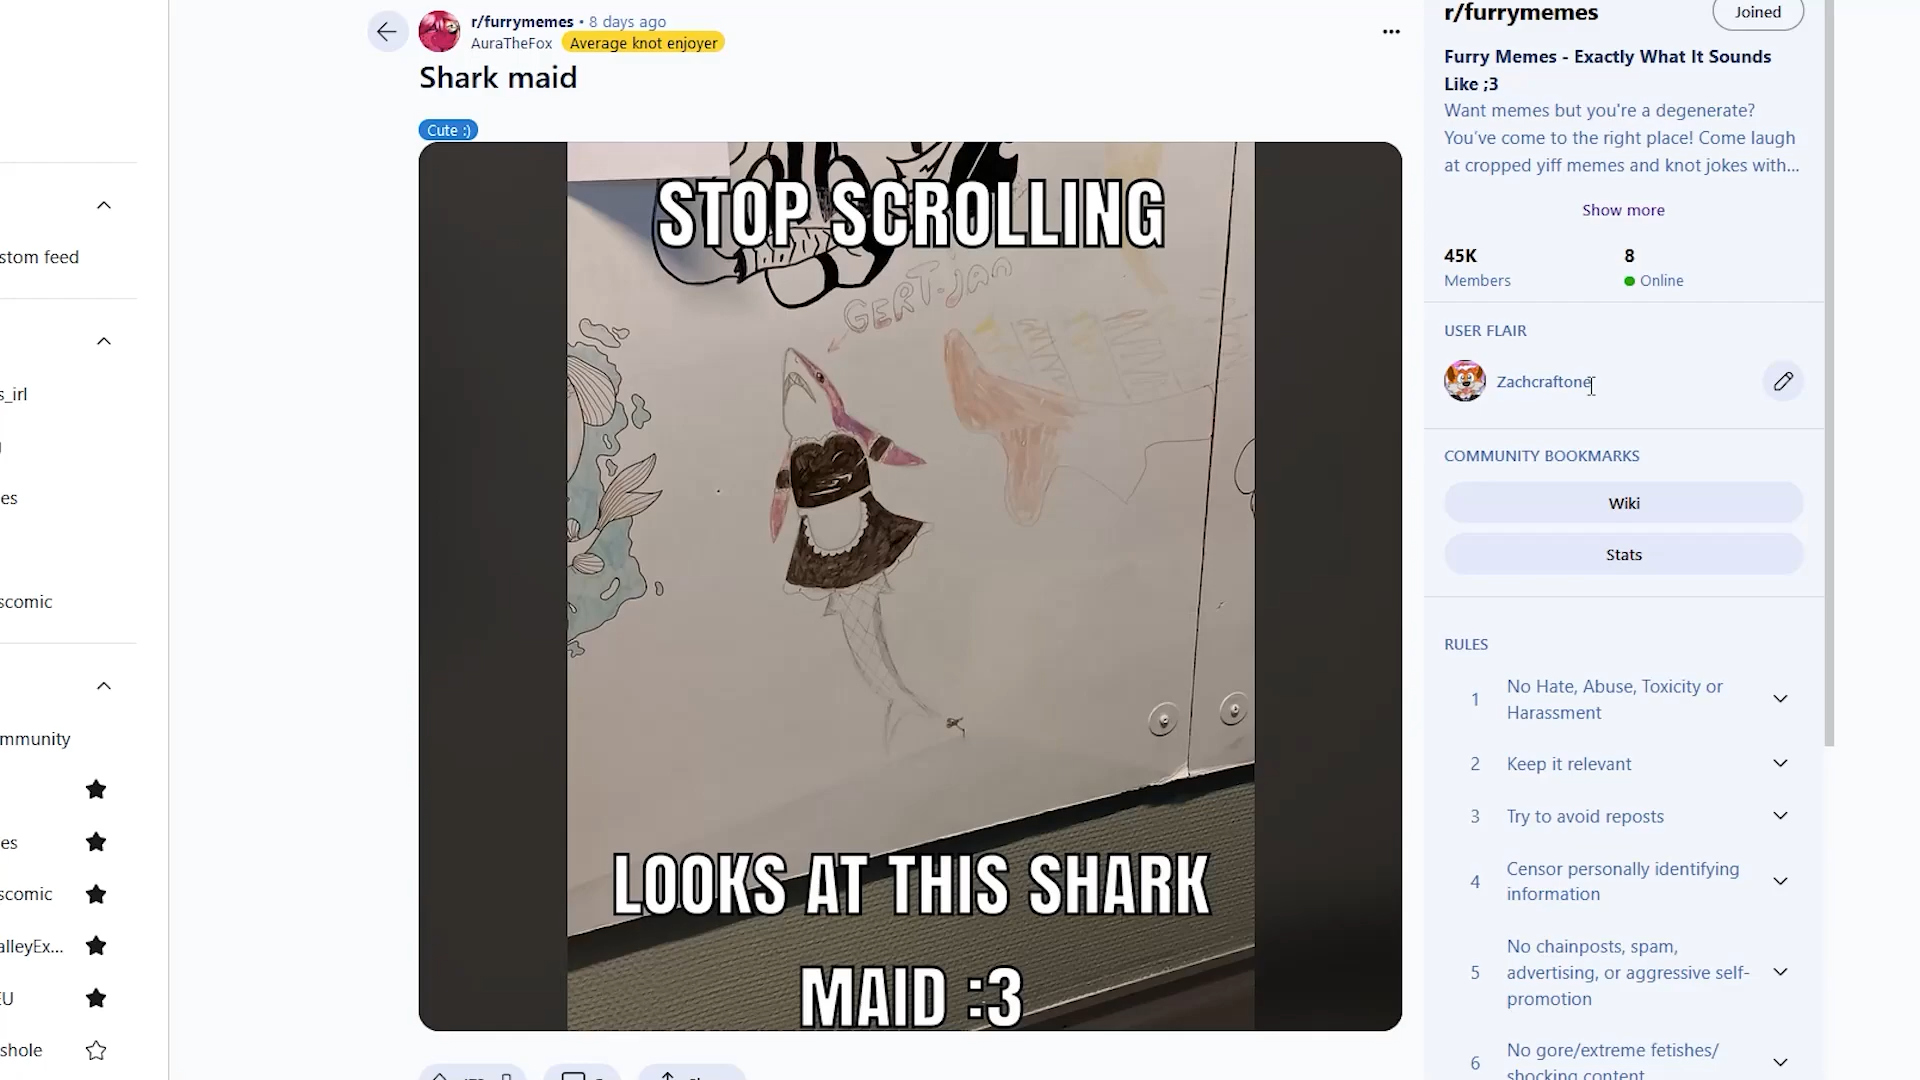 r/furrymemes • 8 days ago
AuraTheFox Average knot enjoyer
Shark maid
Cute :)
STOP SCROLLING
GERT-jan
LOOKS AT THIS SHARK
MAID :3
stom feed
s_irl
es
scomic
mmunity
es
scomic
alleyEx...
EU
shole
r/furrymemes
Joined
Furry Memes - Exactly What It Sounds
Like ;3
Want memes but you're a degenerate?
You've come to the right place! Come laugh
at cropped yiff memes and knot jokes with...
Show more
45K
Members
8
Online
USER FLAIR
Zachcraftone
COMMUNITY BOOKMARKS
Wiki
Stats
RULES
1 No Hate, Abuse, Toxicity or
Harassment
2 Keep it relevant
3 Try to avoid reposts
4 Censor personally identifying
information
5 No chainposts, spam,
advertising, or aggressive self-
promotion
6 No gore/extreme fetishes/
shocking content